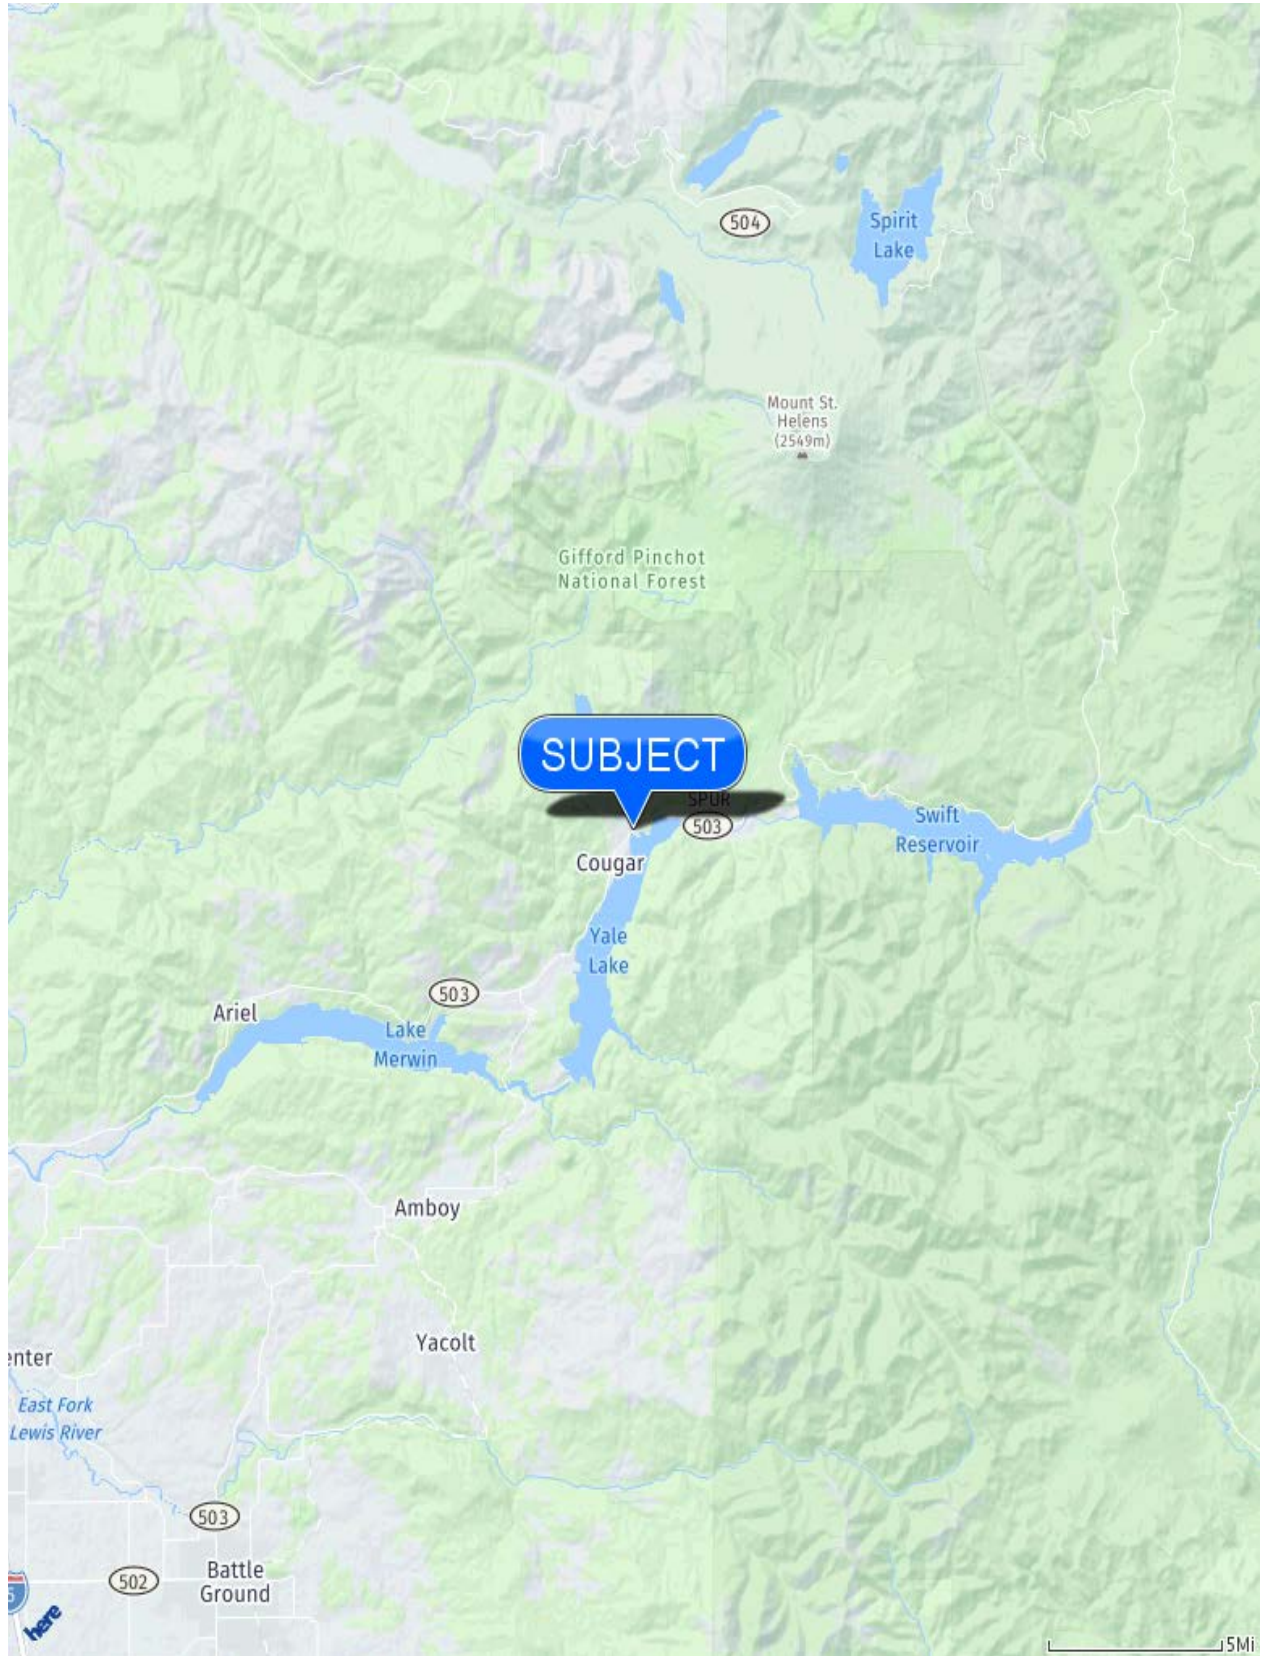 504
Spirit
Lake
Mount St.
Helens
(2549m)
Gifford Pinchot
National Forest
SUBJECT
SPUR
503
Swift
Reservoir
Cougar
Yale
Lake
503
Ariel
Lake
Merwin
Amboy
Yacolt
enter
East Fork
Lewis River
503
Battle
Ground
502
5
here
5Mi